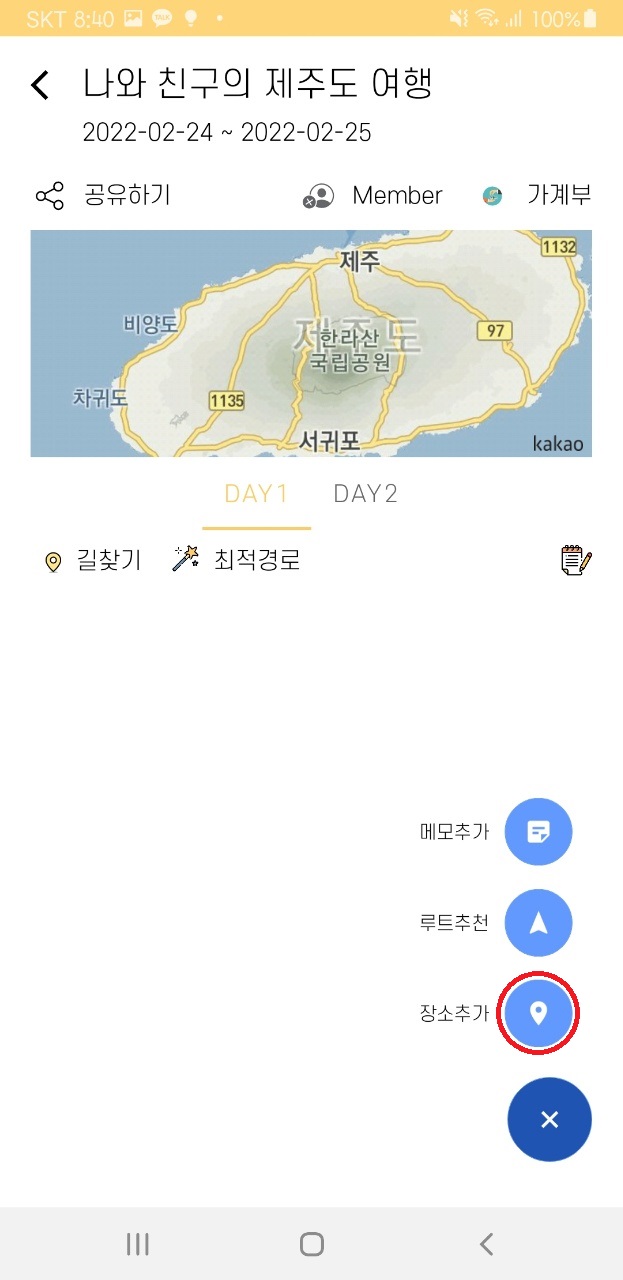 SKT 8:40 TALK 100%
나와 친구의 제주도 여행
2022-02-24 ~ 2022-02-25
공유하기 Member 가계부
제주 1132
비양도
제주도
한라산
국립공원
97
차귀도
1135
서귀포
kakao
DAY1 DAY2
길찾기 최적경로
메모추가
루트추천
장소추가